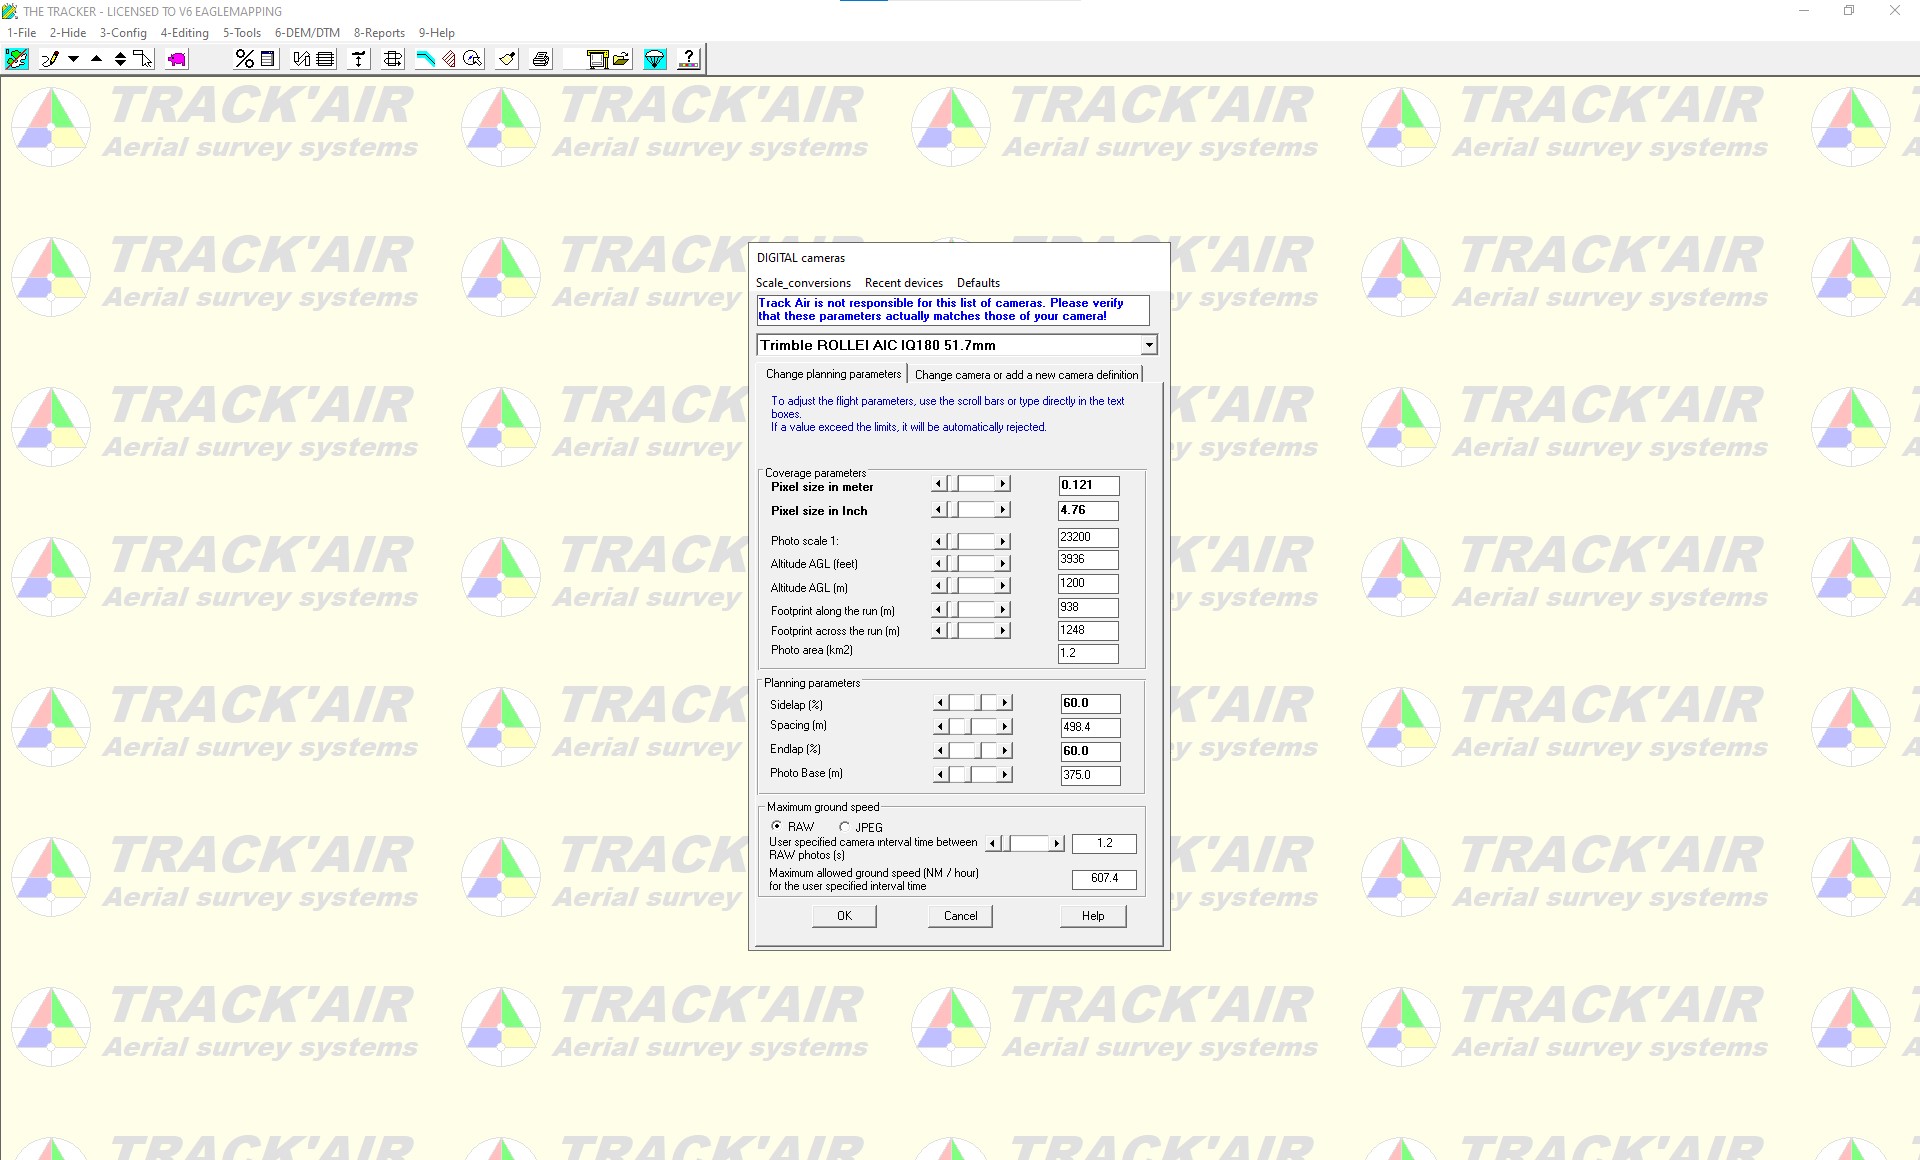 THE TRACKER - LICENSED TO V6 EAGLEMAPPING
1-File 2-Hide 3-Config 4-Editing 5-Tools 6-DEM/DTM 8-Reports 9-Help
TRACK'AIR
Aerial survey systems
DIGITAL cameras
Scale_conversions Recent devices Defaults
Track Air is not responsible for this list of cameras. Please verify
that these parameters actually matches those of your camera!
Trimble ROLLEI AIC IQ180 51.7mm
Change planning parameters Change camera or add a new camera definition
To adjust the flight parameters, use the scroll bars or type directly in the text
boxes.
If a value exceed the limits, it will be automatically rejected.
Coverage parameters
Pixel size in meter 0.121
Pixel size in Inch 4.76
Photo scale 1: 23200
Altitude AGL (feet) 3936
Altitude AGL (m) 1200
Footprint along the run (m) 938
Footprint across the run (m) 1248
Photo area (km2) 1.2
Planning parameters
Sidelap (%) 60.0
Spacing (m) 498.4
Endlap (%) 60.0
Photo Base (m) 375.0
Maximum ground speed
RAW JPEG
User specified camera interval time between
RAW photos (s) 1.2
Maximum allowed ground speed (NM / hour)
for the user specified interval time 607.4
OK Cancel Help